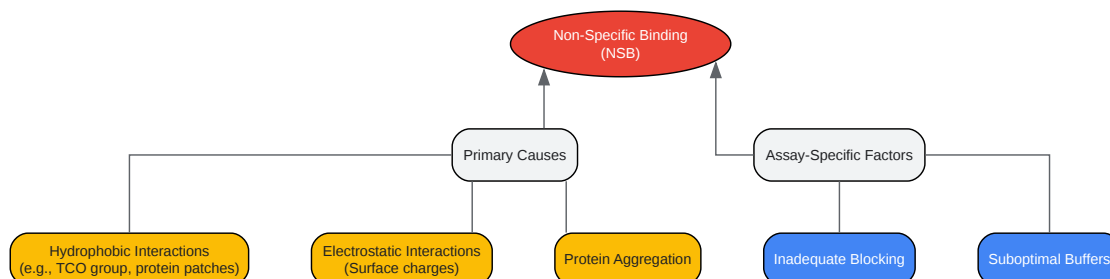 Non-Specific Binding
(NSB)
Primary Causes
Assay-Specific Factors
Hydrophobic Interactions
(e.g., TCO group, protein patches)
Electrostatic Interactions
(Surface charges)
Protein Aggregation
Inadequate Blocking
Suboptimal Buffers